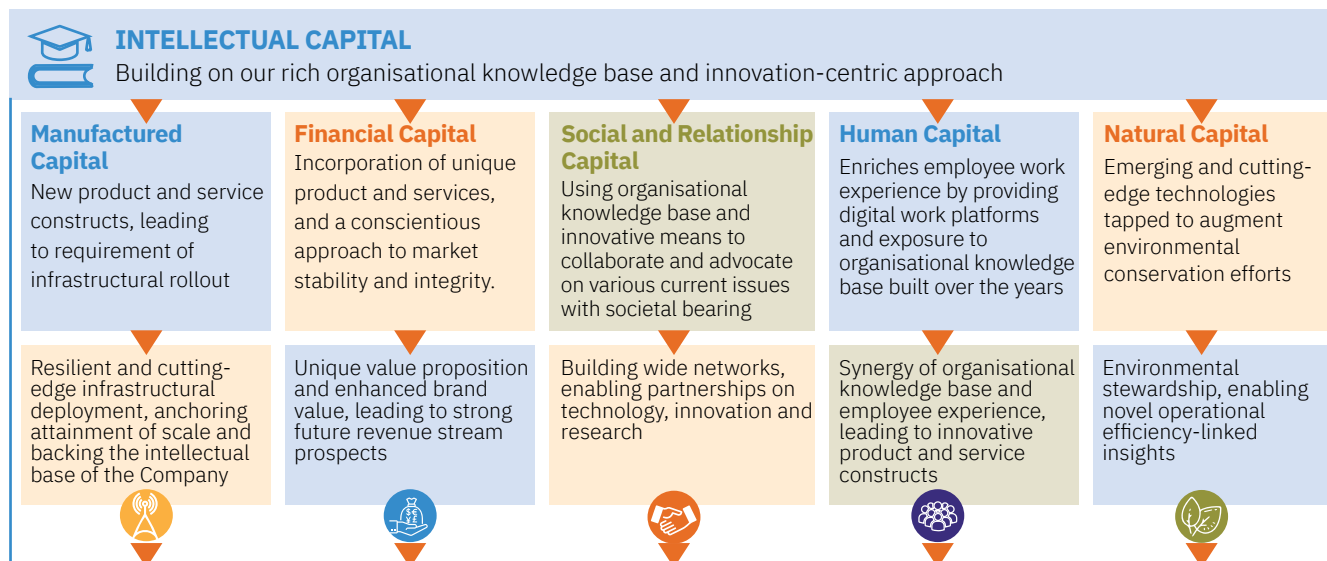 INTELLECTUAL CAPITAL
Building on our rich organisational knowledge base and innovation-centric approach
Manufactured
Capital
New product and service
constructs, leading
to requirement of
infrastructural rollout
Financial Capital
Incorporation of unique
product and services,
and a conscientious
approach to market
stability and integrity.
Social and Relationship
Capital
Using organisational
knowledge base and
innovative means to
collaborate and advocate
on various current issues
with societal bearing
Human Capital
Enriches employee work
experience by providing
digital work platforms
and exposure to
organisational knowledge
base built over the years
Natural Capital
Emerging and cutting-
edge technologies
tapped to augment
environmental
conservation efforts
Resilient and cutting-
edge infrastructural
deployment, anchoring
attainment of scale and
backing the intellectual
base of the Company
Unique value proposition
and enhanced brand
value, leading to strong
future revenue stream
prospects
Building wide networks,
enabling partnerships on
technology, innovation and
research
Synergy of organisational
knowledge base and
employee experience,
leading to innovative
product and service
constructs
Environmental
stewardship, enabling
novel operational
efficiency-linked
insights